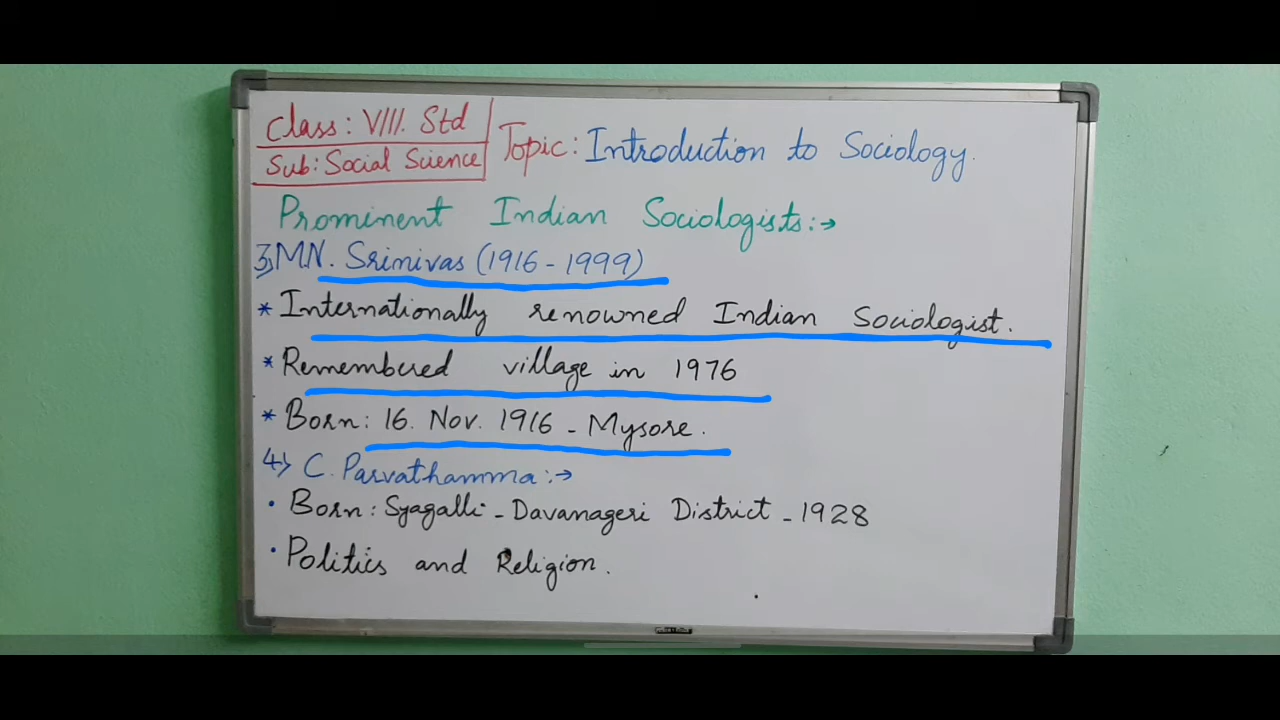 Class: VIII. Std
Sub: Social Science
Topic: Introduction to Sociology.
Prominent Indian Sociologists:→
3) M.N. Srinivas (1916 - 1999)
* Internationally renowned Indian Sociologist.
* Remembered village in 1976
* Born: 16. Nov. 1916 - Mysore.
4) C. Parvathamma:→
• Born: Syagalli - Davanageri District - 1928
• Politics and Religion.